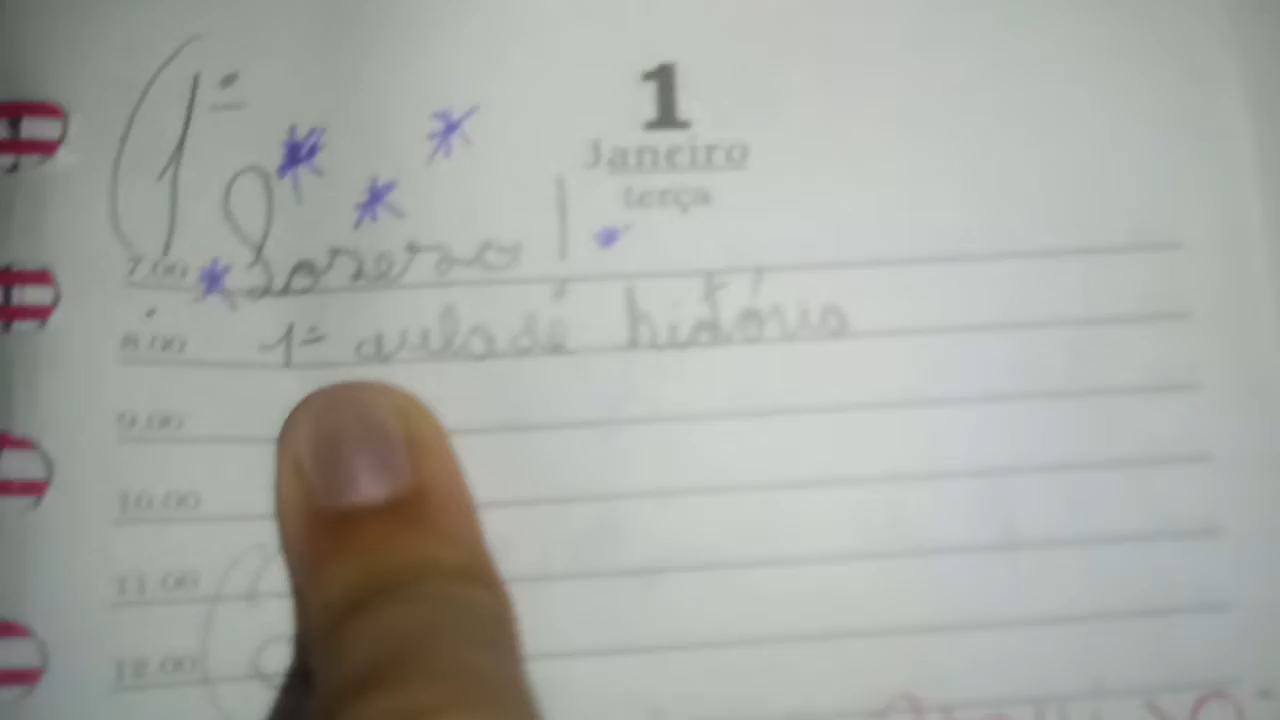 1
Janeiro
terça
1º
7.00
8.00 1ª aula dé história
9.00
10.00
11.00
12.00